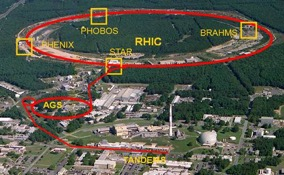 PHOBOS
RHIC
BRAHMS
PHENIX
STAR
AGS
TANDEMS